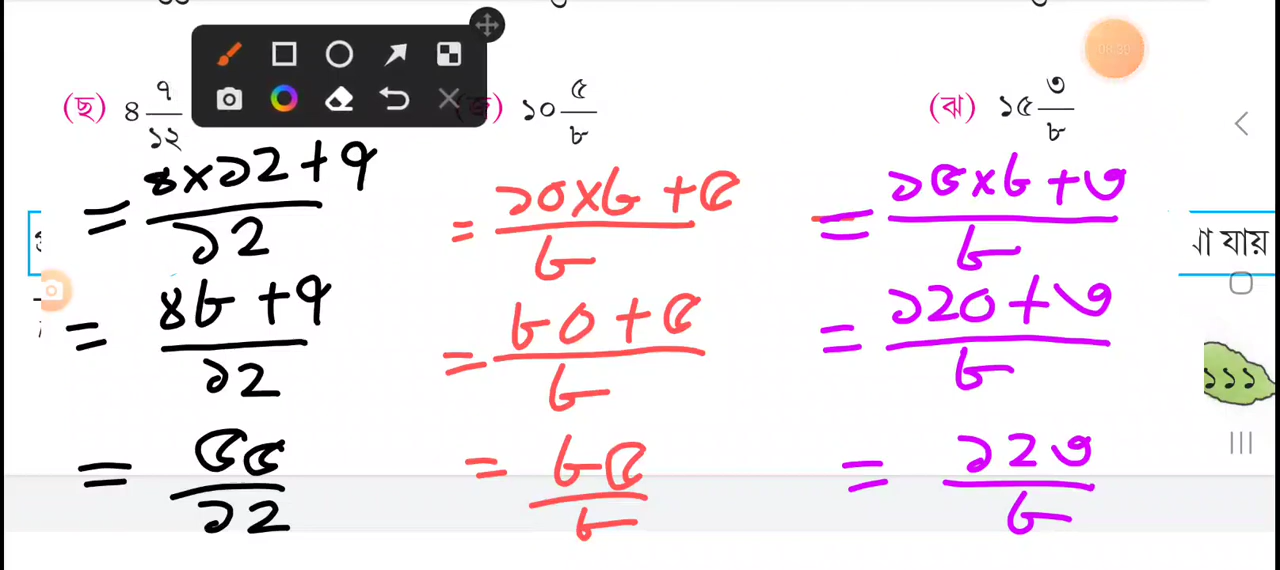 (ছ) ৪ ৭/১২
= ৪×১২+৭/১২
= ৪৮+৭/১২
= ৫৫/১২
(জ) ১০ ৫/৮
= ১০×৮+৫/৮
= ৮০+৫/৮
= ৮৫/৮
(ঝ) ১৫ ৩/৮
= ১৫×৮+৩/৮
= ১২০+৩/৮
= ১২৩/৮
যায়
১১১